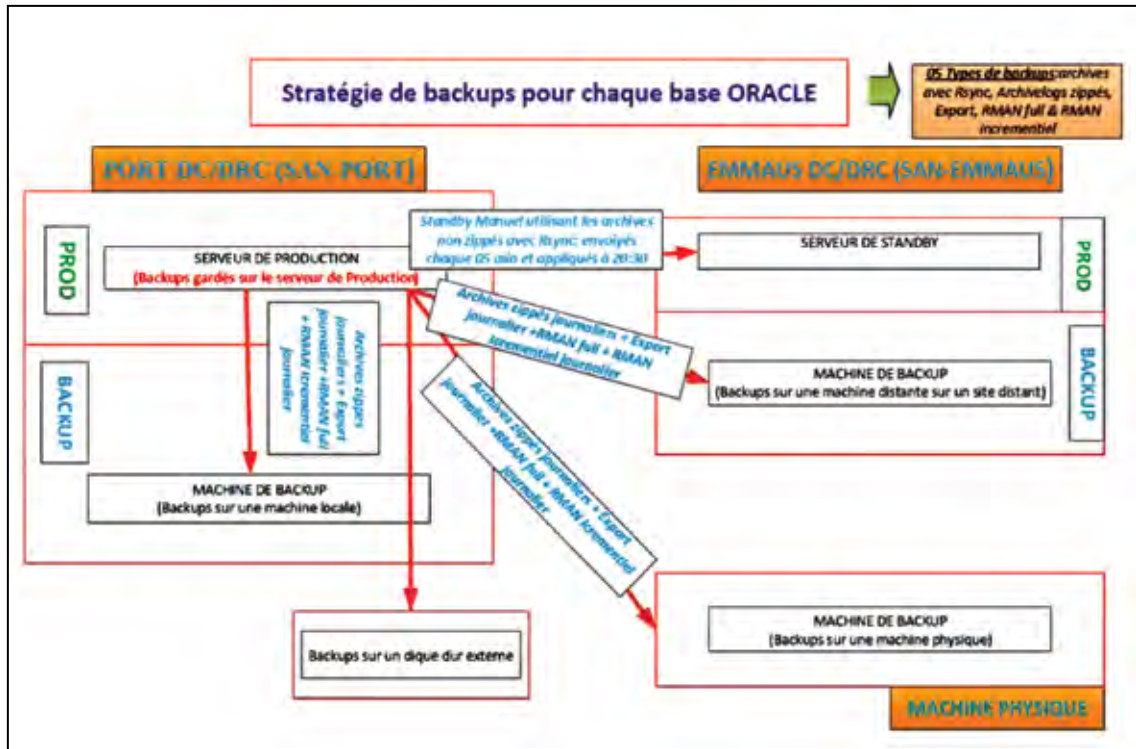 Stratégie de backups pour chaque base ORACLE
05 Types de backups:archives
avec Rsync, Archivelogs zippés,
Export, RMAN full & RMAN
incrementiel
PORT DC/DRC (SAN-PORT)
EMMAUS DC/DRC (SAN-EMMAUS)
PROD
SERVEUR DE PRODUCTION
(Backups gardés sur le serveur de Production)
Standby Manuel utilisant les archives
non zippés avec Rsync: envoyés
chaque 05 min et appliqués à 20:30
SERVEUR DE STANDBY
PROD
Archives zippés journaliers + Export
journalier +RMAN full + RMAN
icrementiel journalier
Archives zippés
journaliers + Export
journalier +RMAN full
+ RMAN icrementiel
journalier
BACKUP
MACHINE DE BACKUP
(Backups sur une machine locale)
MACHINE DE BACKUP
(Backups sur une machine distante sur un site distant)
BACKUP
Archives zippés journaliers + Export
journalier +RMAN full + RMAN icrementiel
journalier
Backups sur un dique dur externe
MACHINE DE BACKUP
(Backups sur une machine physique)
MACHINE PHYSIQUE